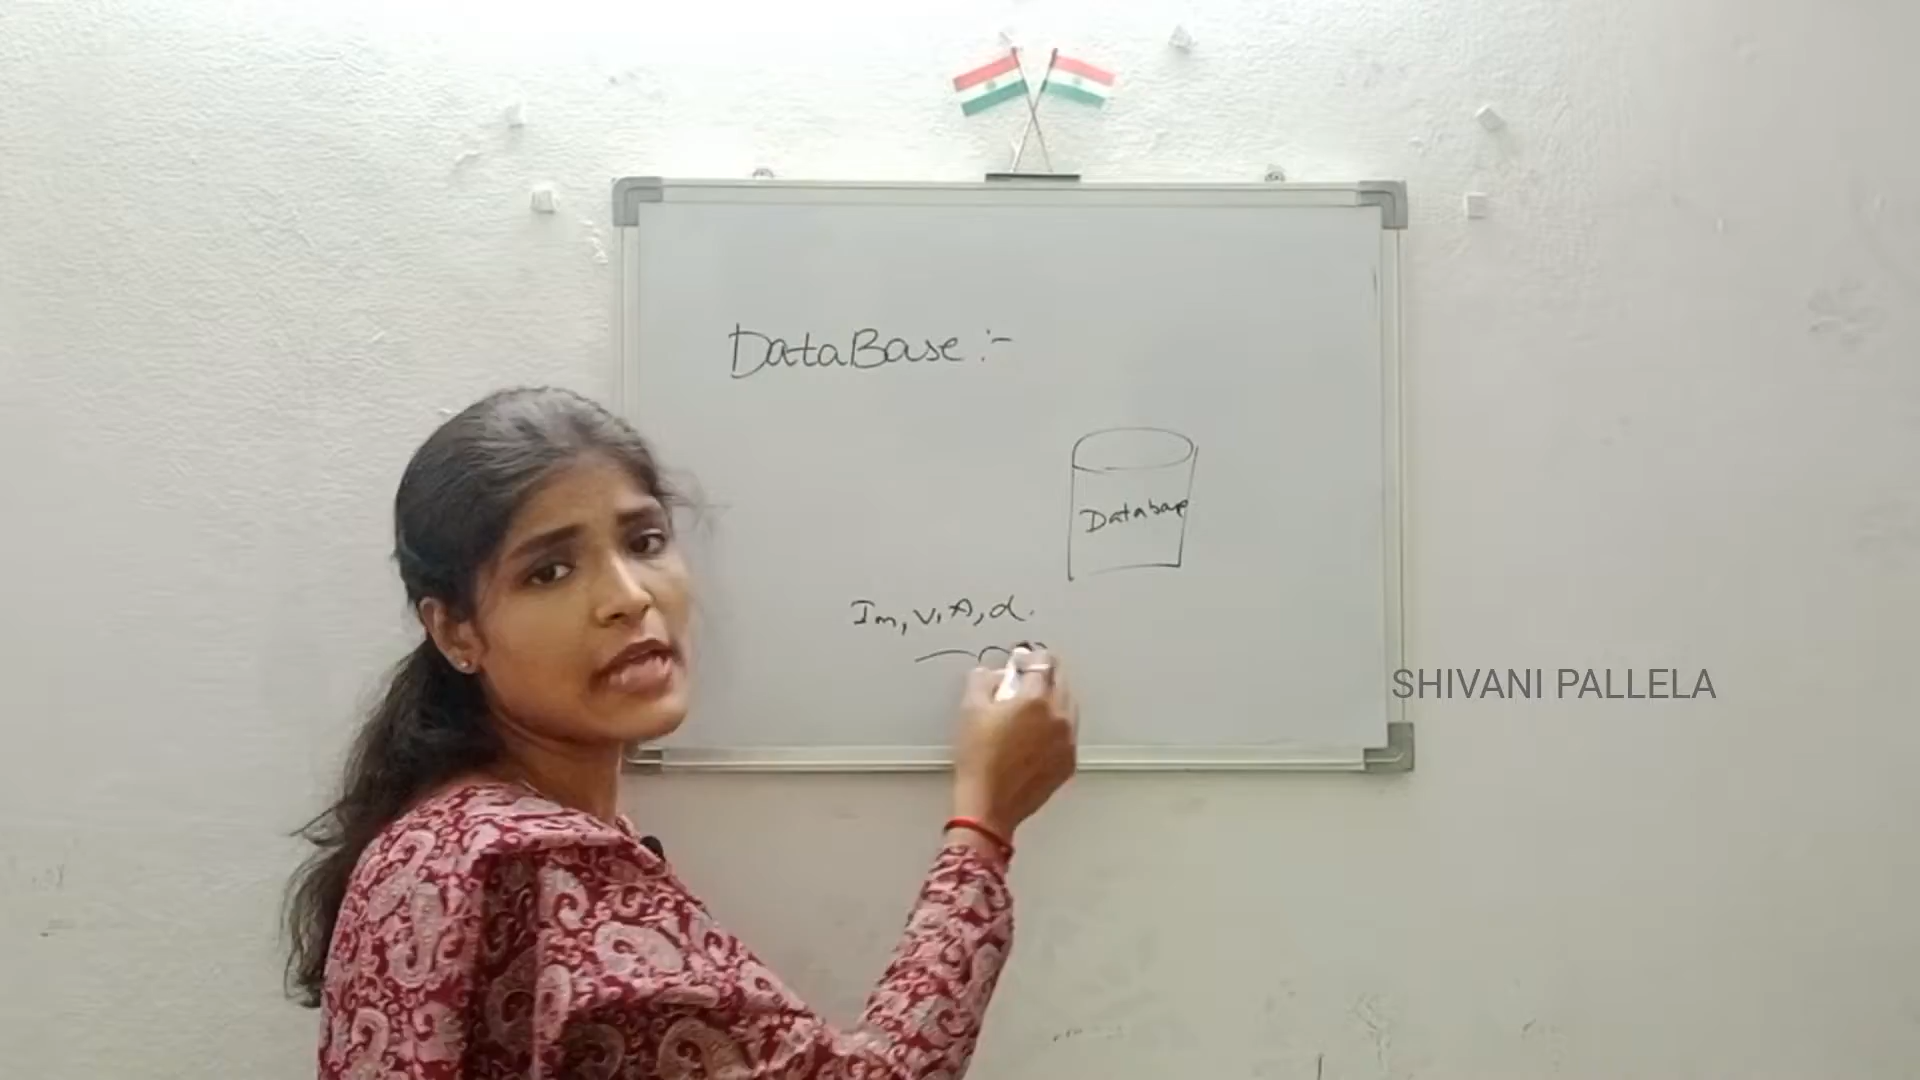 DataBase :-
Database
Im, V, A, d.
SHIVANI PALLELA